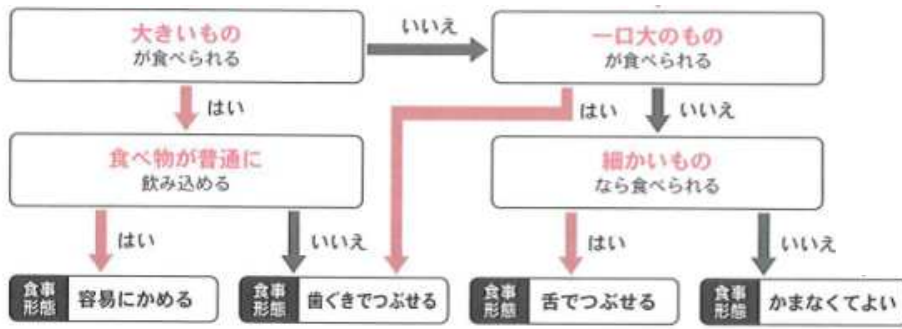 大きいもの
が食べられる
いいえ
一口大のもの
が食べられる
はい
はい
いいえ
食べ物が普通に
飲み込める
細かいもの
なら食べられる
はい
いいえ
はい
いいえ
食事形態 容易にかめる
食事形態 歯ぐきでつぶせる
食事形態 舌でつぶせる
食事形態 かまなくてよい